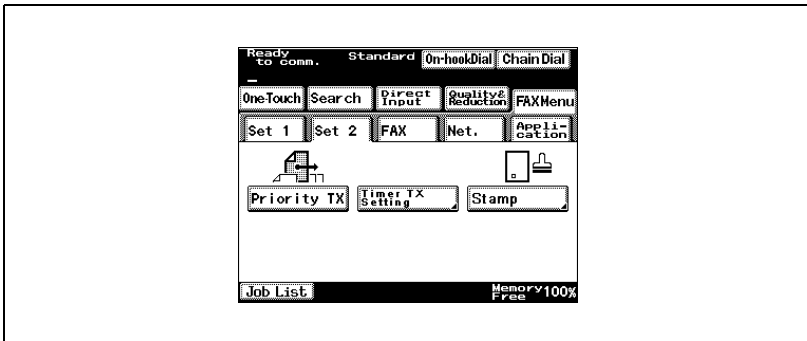 Ready to comm. Standard On-hookDial Chain Dial
One-Touch Search Direct Input Quality& Reduction FAXMenu
Set 1 Set 2 FAX Net. Appli- cation
Priority TX Timer TX Setting Stamp
Job List Memory Free 100%